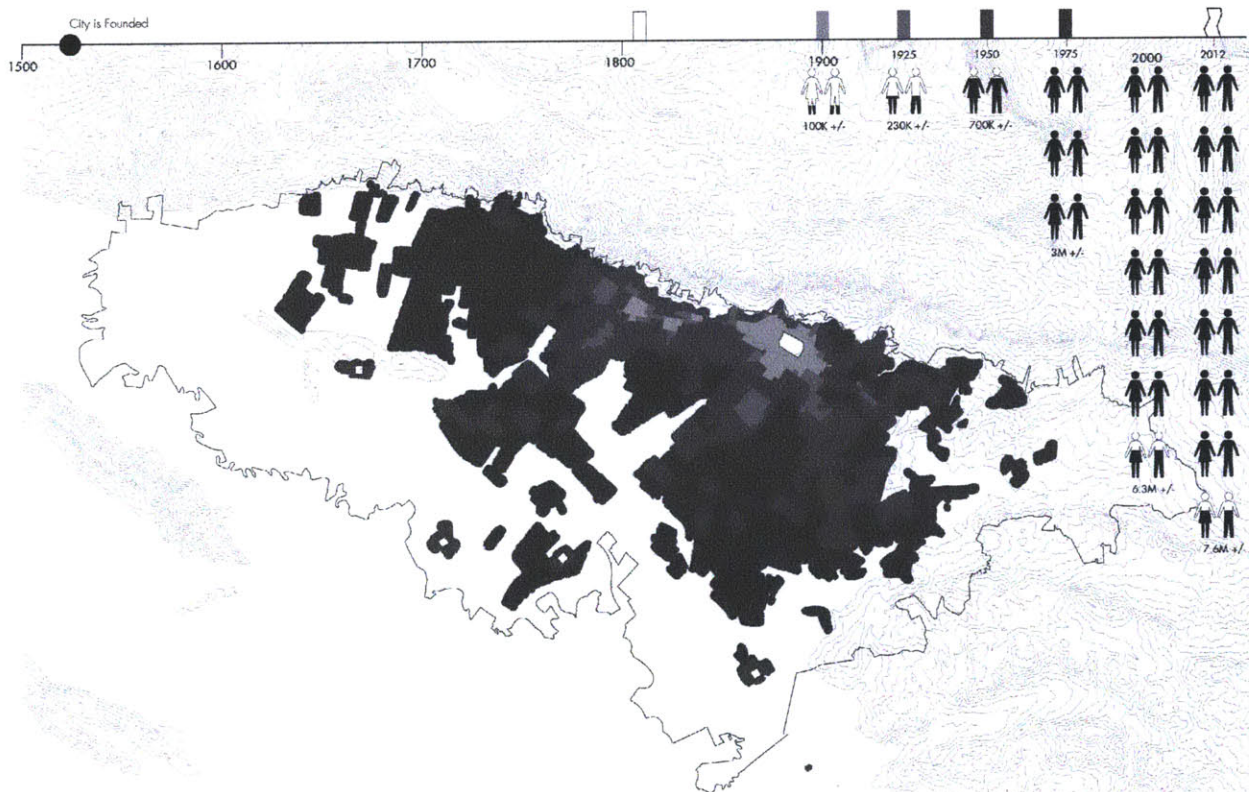 City is Founded
1500
1600
1700
1800
1900
1925
1950
1975
2000
2012
100K +/-
230K +/-
700K +/-
3M +/-
6.3M +/-
7.6M +/-